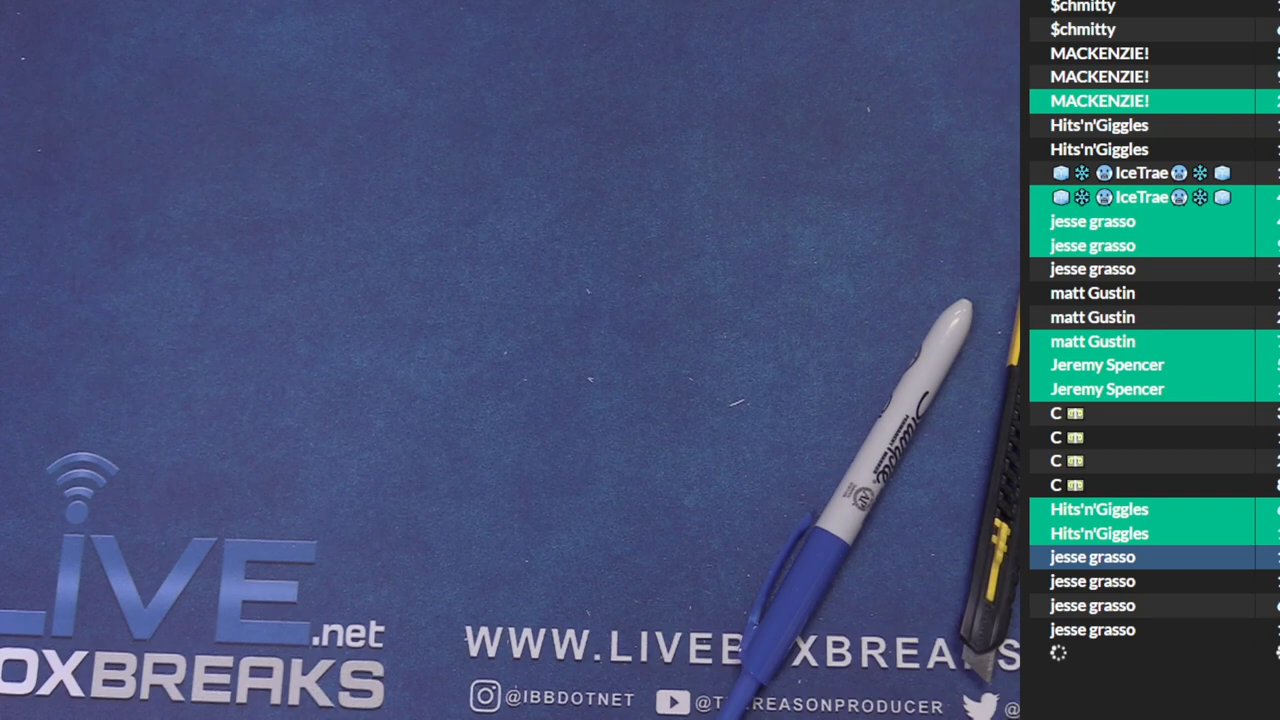 $chmitty
$chmitty
MACKENZIE!
MACKENZIE!
MACKENZIE!
Hits'n'Giggles
Hits'n'Giggles
IceTrae
IceTrae
jesse grasso
jesse grasso
jesse grasso
matt Gustin
matt Gustin
matt Gustin
Jeremy Spencer
Jeremy Spencer
C
C
C
C
Hits'n'Giggles
Hits'n'Giggles
jesse grasso
jesse grasso
jesse grasso
jesse grasso
Sharpie
LiVE.net
OXBREAKS
WWW.LIVEB XBREA S
@IBBDOTNET
@T REASONPRODUCER
@